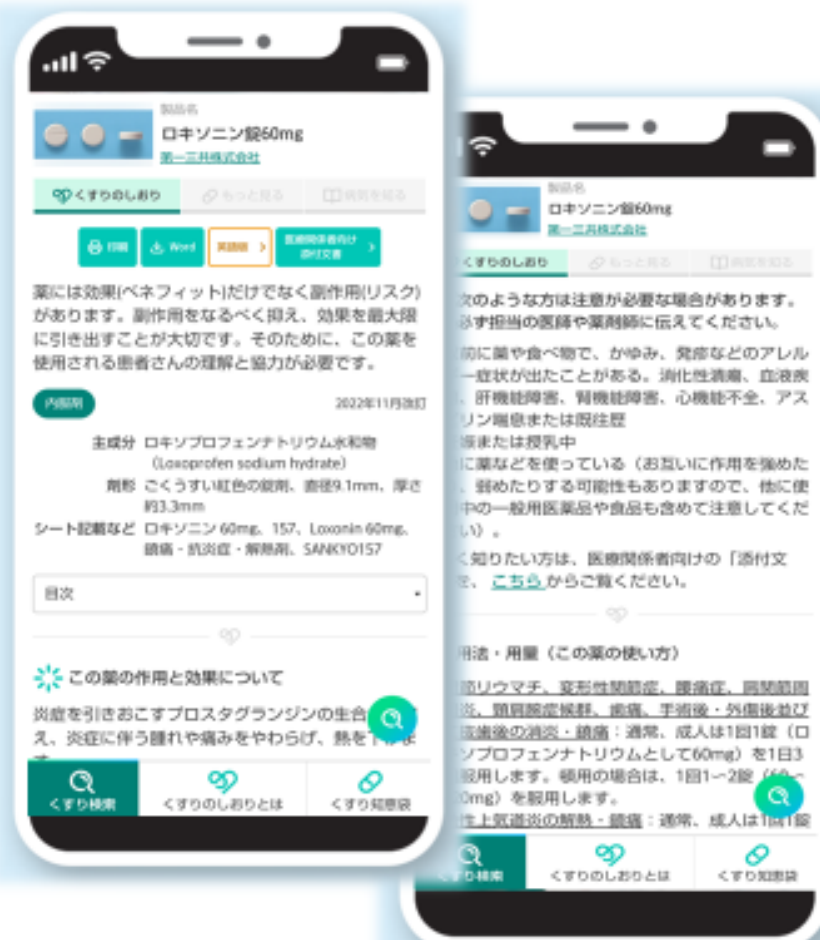 製品名
ロキソニン錠60mg
第一三共株式会社
くすりのしおり
もっと見る
病気を知る
印刷
Word
英語版
医療関係者向け
添付文書
薬には効果(ベネフィット)だけでなく副作用(リスク)
があります。副作用をなるべく抑え、効果を最大限
に引き出すことが大切です。そのために、この薬を
使用される患者さんの理解と協力が必要です。
内服剤
2022年11月改訂
主成分 ロキソプロフェンナトリウム水和物
(Loxoprofen sodium hydrate)
剤形 ごくうすい紅色の錠剤、直径9.1mm、厚さ
約3.3mm
シート記載など ロキソニン 60mg、157、Loxonin 60mg、
鎮痛・抗炎症・解熱剤、SANKYO157
目次
この薬の作用と効果について
炎症を引きおこすプロスタグランジンの生合
え、炎症に伴う腫れや痛みをやわらげ、熱を下
くすり検索
くすりのしおりとは
くすり知恵袋
製品名
ロキソニン錠60mg
第一三共株式会社
くすりのしおり
もっと見る
病気を知る
次のような方は注意が必要な場合があります。
必ず担当の医師や薬剤師に伝えてください。
前に薬や食べ物で、かゆみ、発疹などのアレル
ー症状が出たことがある。消化性潰瘍、血液疾
、肝機能障害、腎機能障害、心機能不全、アス
リン喘息または既往歴
または授乳中
に薬などを使っている（お互いに作用を強めた
、弱めたりする可能性もありますので、他に使
中の一般用医薬品や食品も含めて注意してくだ
い）。
く知りたい方は、医療関係者向けの「添付文
を、こちら からご覧ください。
用法・用量（この薬の使い方）
節リウマチ、変形性関節症、腰痛症、肩関節周
炎、頸肩腕症候群、歯痛、手術後・外傷後並び
抜歯後の消炎・鎮痛：通常、成人は1回1錠（ロ
ソプロフェンナトリウムとして60mg）を1日3
服用します。頓用の場合は、1回1〜2錠（60〜
0mg）を服用します。
性上気道炎の解熱・鎮痛：通常、成人は1回1錠
くすり検索
くすりのしおりとは
くすり知恵袋